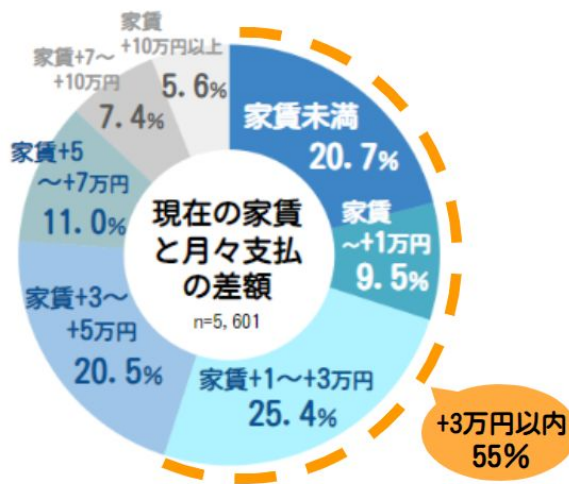 家賃
+10万円以上
5.6%
家賃+7～
+10万円
7.4%
家賃未満
20.7%
家賃+5
～+7万円
11.0%
家賃
～+1万円
9.5%
現在の家賃
と月々支払
の差額
n=5,601
家賃+3～
+5万円
20.5%
家賃+1～+3万円
25.4%
+3万円以内
55%